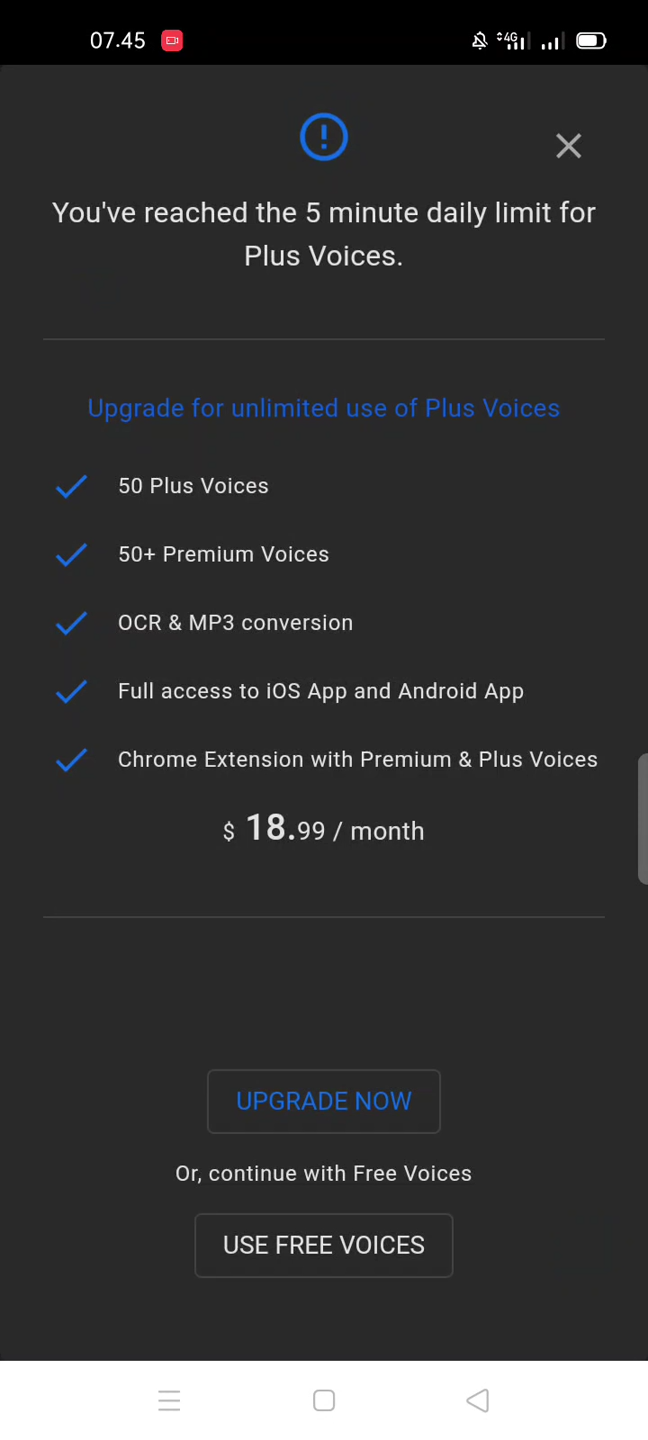 07.45
4G
You've reached the 5 minute daily limit for
Plus Voices.
Upgrade for unlimited use of Plus Voices
50 Plus Voices
50+ Premium Voices
OCR & MP3 conversion
Full access to iOS App and Android App
Chrome Extension with Premium & Plus Voices
$ 18.99 / month
UPGRADE NOW
Or, continue with Free Voices
USE FREE VOICES